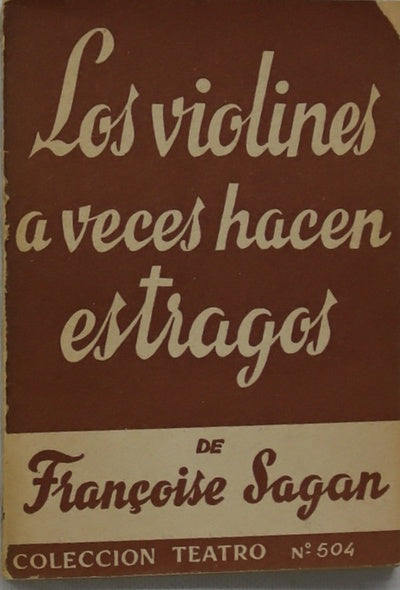 Los violines
a veces hacen
estragos
DE
Françoise Sagan
COLECCION TEATRO Nº 504